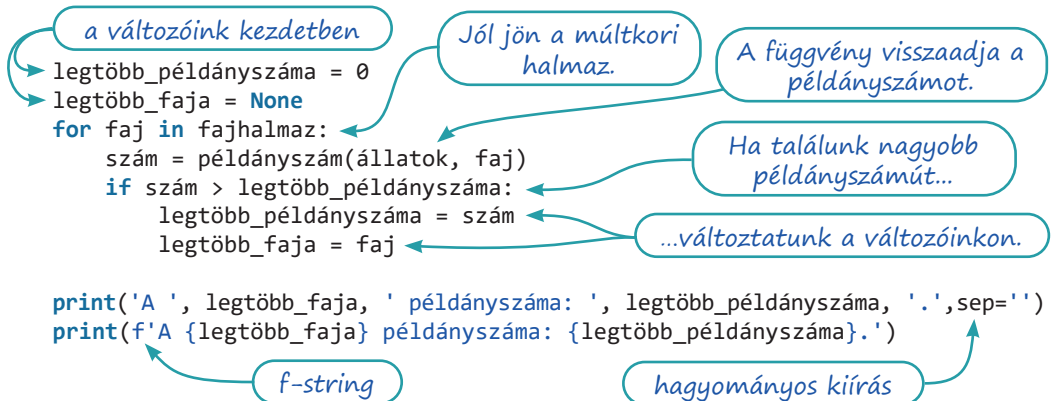 a változóink kezdetben
Jól jön a múltkori
halmaz.
A függvény visszaadja a
példányszámot.
legtöbb_példányszáma = 0
legtöbb_faja = None
for faj in fajhalmaz:
    szám = példányszám(állatok, faj)
    if szám > legtöbb_példányszáma:
        legtöbb_példányszáma = szám
        legtöbb_faja = faj
Ha találunk nagyobb
példányszámút...
...változtatunk a változóinkon.
print('A ', legtöbb_faja, ' példányszáma: ', legtöbb_példányszáma, '.',sep='')
print(f'A {legtöbb_faja} példányszáma: {legtöbb_példányszáma}.')
f-string
hagyományos kiírás